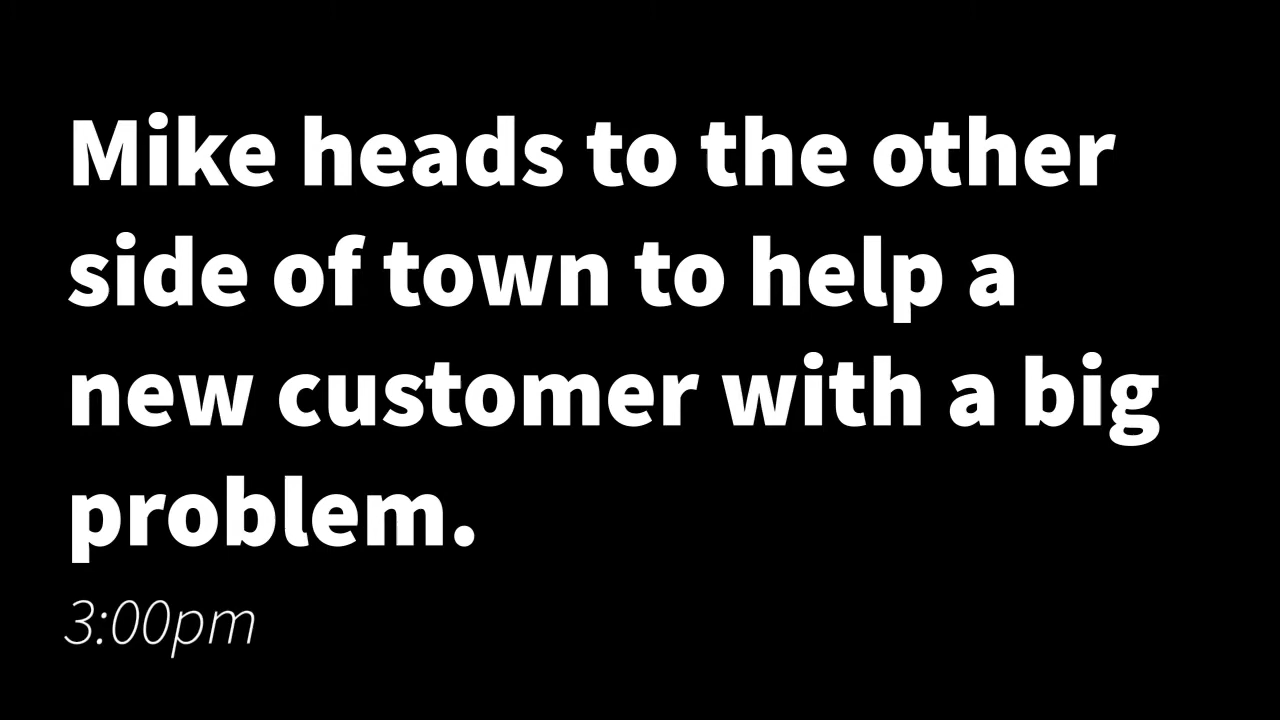 Mike heads to the other
side of town to help a
new customer with a big
problem.
3:00pm